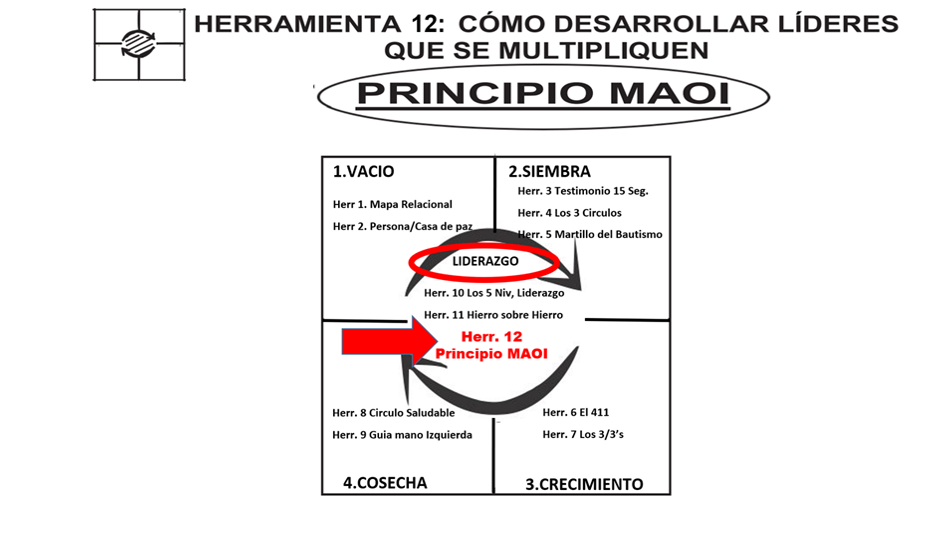 HERRAMIENTA 12: CÓMO DESARROLLAR LÍDERES
QUE SE MULTIPLIQUEN
PRINCIPIO MAOI
1.VACIO
Herr 1. Mapa Relacional
Herr 2. Persona/Casa de paz
2.SIEMBRA
Herr. 3 Testimonio 15 Seg.
Herr. 4 Los 3 Circulos
Herr. 5 Martillo del Bautismo
LIDERAZGO
Herr. 10 Los 5 Niv, Liderazgo
Herr. 11 Hierro sobre Hierro
Herr. 12
Principio MAOI
Herr. 8 Circulo Saludable
Herr. 9 Guia mano Izquierda
4.COSECHA
Herr. 6 El 411
Herr. 7 Los 3/3’s
3.CRECIMIENTO